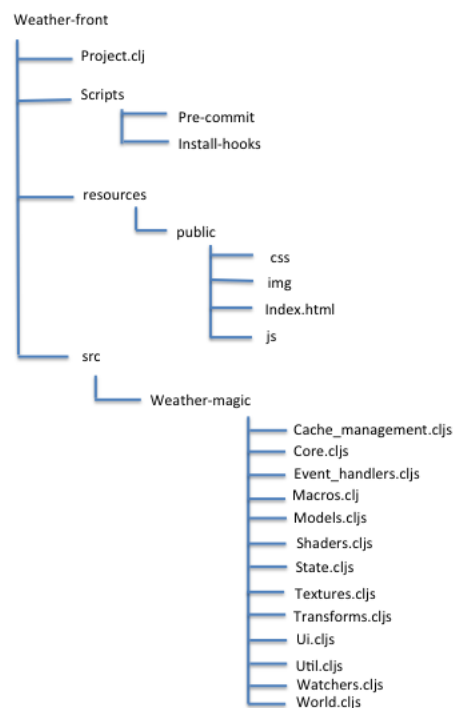 Weather-front
Project.clj
Scripts
Pre-commit
Install-hooks
resources
public
css
img
Index.html
js
src
Weather-magic
Cache_management.cljs
Core.cljs
Event_handlers.cljs
Macros.clj
Models.cljs
Shaders.cljs
State.cljs
Textures.cljs
Transforms.cljs
Ui.cljs
Util.cljs
Watchers.cljs
World.cljs